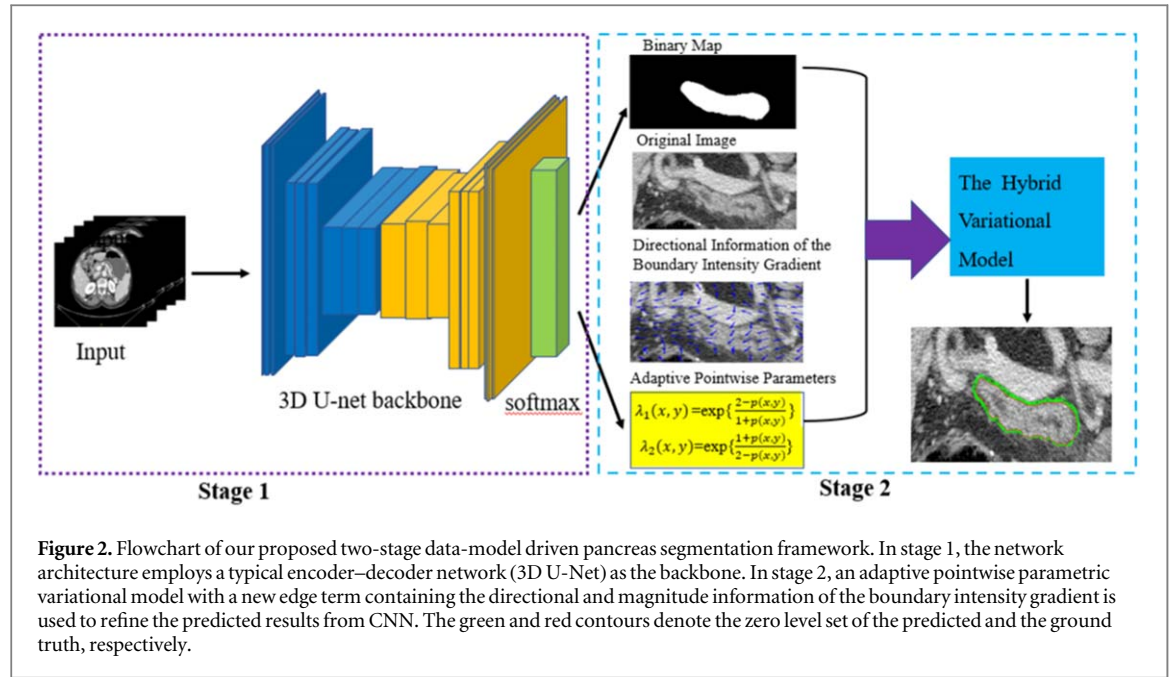 Input
3D U-net backbone
softmax
Stage 1
Binary Map
Original Image
Directional Information of the
Boundary Intensity Gradient
Adaptive Pointwise Parameters
λ₁(x, y)=exp{(2−p(x,y))/(1+p(x,y))}
λ₂(x, y)=exp{(1+p(x,y))/(2−p(x,y))}
The Hybrid
Variational
Model
Stage 2
Figure 2. Flowchart of our proposed two-stage data-model driven pancreas segmentation framework. In stage 1, the network
architecture employs a typical encoder–decoder network (3D U-Net) as the backbone. In stage 2, an adaptive pointwise parametric
variational model with a new edge term containing the directional and magnitude information of the boundary intensity gradient is
used to refine the predicted results from CNN. The green and red contours denote the zero level set of the predicted and the ground
truth, respectively.